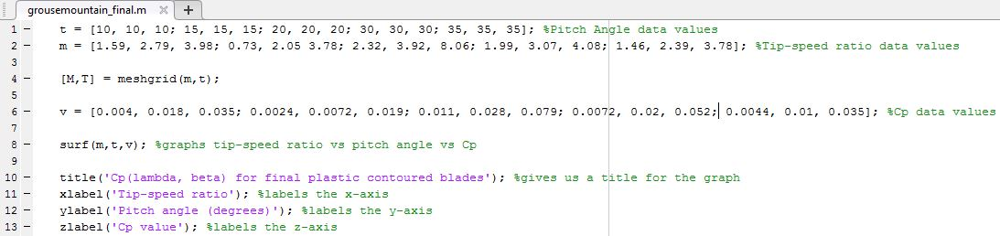 grousemountain_final.m × +
1 – t = [10, 10, 10; 15, 15, 15; 20, 20, 20; 30, 30, 30; 35, 35, 35]; %Pitch Angle data values
2 – m = [1.59, 2.79, 3.98; 0.73, 2.05 3.78; 2.32, 3.92, 8.06; 1.99, 3.07, 4.08; 1.46, 2.39, 3.78]; %Tip-speed ratio data values
3
4 – [M,T] = meshgrid(m,t);
5
6 – v = [0.004, 0.018, 0.035; 0.0024, 0.0072, 0.019; 0.011, 0.028, 0.079; 0.0072, 0.02, 0.052; 0.0044, 0.01, 0.035]; %Cp data values
7
8 – surf(m,t,v); %graphs tip-speed ratio vs pitch angle vs Cp
9
10 – title('Cp(lambda, beta) for final plastic contoured blades'); %gives us a title for the graph
11 – xlabel('Tip-speed ratio'); %labels the x-axis
12 – ylabel('Pitch angle (degrees)'); %labels the y-axis
13 – zlabel('Cp value'); %labels the z-axis